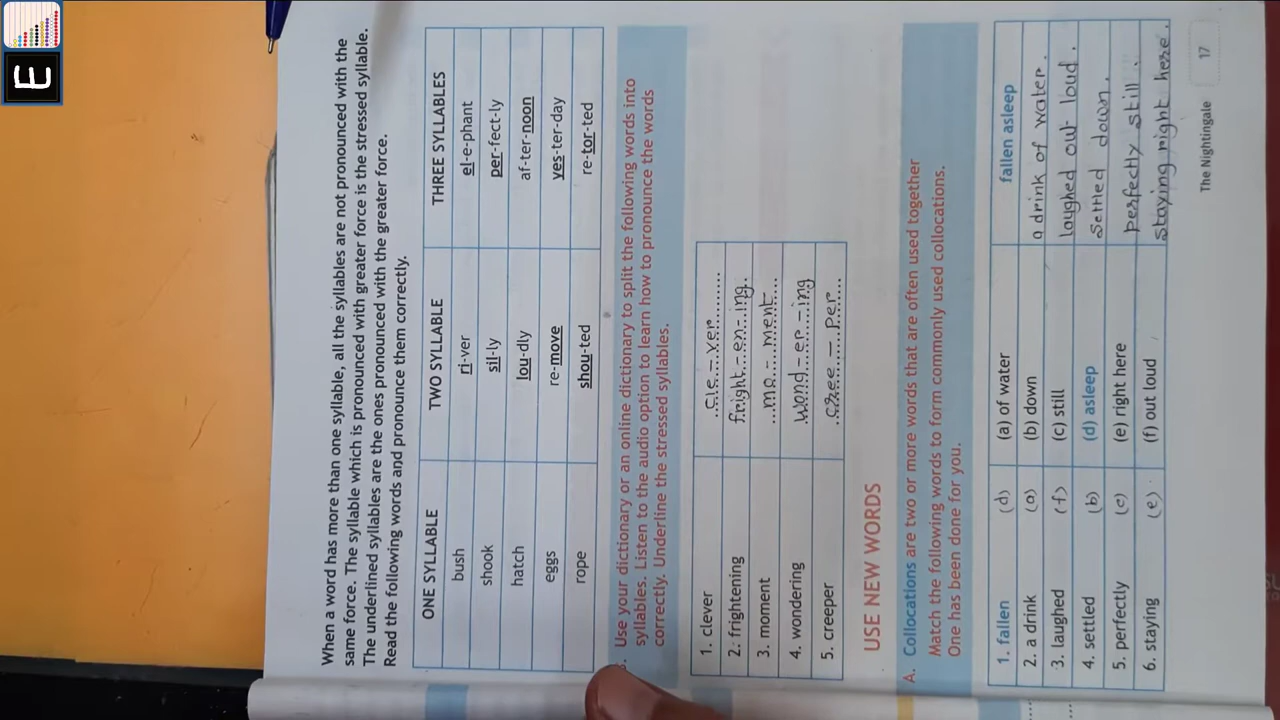 E
When a word has more than one syllable, all the syllables are not pronounced with the
same force. The syllable which is pronounced with greater force is the stressed syllable.
The underlined syllables are the ones pronounced with the greater force.
Read the following words and pronounce them correctly.
ONE SYLLABLE TWO SYLLABLE THREE SYLLABLES
bush ri-ver el-e-phant
shook sil-ly per-fect-ly
hatch lou-dly af-ter-noon
eggs re-move yes-ter-day
rope shou-ted re-tor-ted
Use your dictionary or an online dictionary to split the following words into
syllables. Listen to the audio option to learn how to pronounce the words
correctly. Underline the stressed syllables.
1. clever cle-ver
2. frightening fright-en-ing
3. moment mo-ment
4. wondering wond-er-ing
5. creeper cree-per
USE NEW WORDS
A. Collocations are two or more words that are often used together
Match the following words to form commonly used collocations.
One has been done for you.
1. fallen (d) (a) of water fallen asleep
2. a drink (a) (b) down a drink of water.
3. laughed (f) (c) still laughed out loud.
4. settled (b) (d) asleep settled down.
5. perfectly (c) (e) right here perfectly still.
6. staying (e) (f) out loud staying right here.
The Nightingale 17